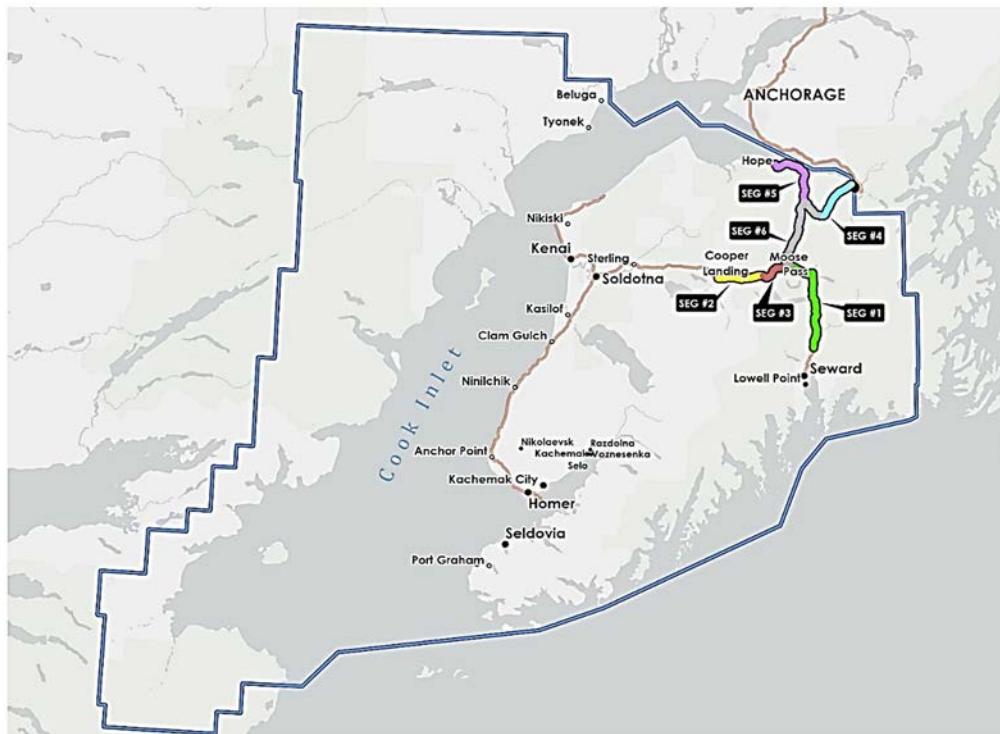 Beluga
ANCHORAGE
Tyonek
Hope
SEG #5
SEG #4
Nikiski
SEG #6
Kenai
Sterling
Cooper
Landing
Moose
Pass
Soldotna
SEG #2
SEG #3
SEG #1
Kasilof
Clam Gulch
Cook Inlet
Seward
Lowell Point
Ninilchik
Nikolaevsk
Razdolna
Kachemak
Selo
Voznesenka
Anchor Point
Kachemak City
Homer
Seldovia
Port Graham